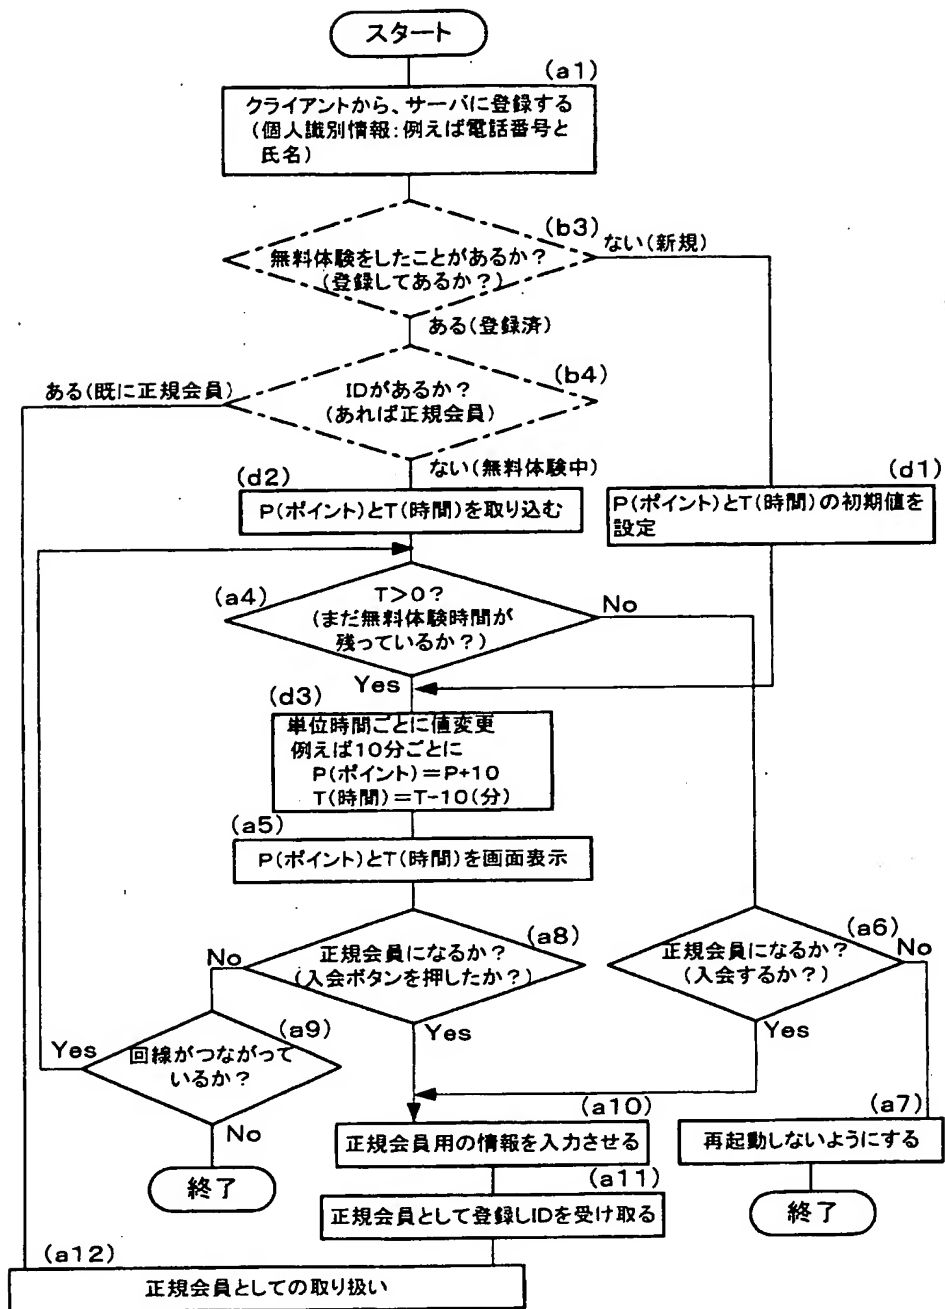 スタート
(a1)
クライアントから、サーバに登録する
(個人識別情報:例えば電話番号と
氏名)
(b3)
無料体験をしたことがあるか?
(登録してあるか?)
ない(新規)
ある(登録済)
(b4)
IDがあるか?
(あれば正規会員)
ある(既に正規会員)
ない(無料体験中)
(d2)
P(ポイント)とT(時間)を取り込む
(d1)
P(ポイント)とT(時間)の初期値を
設定
(a4)
T>0?
(まだ無料体験時間が
残っているか?)
No
Yes
(d3)
単位時間ごとに値変更
例えば10分ごとに
P(ポイント)=P+10
T(時間)=T-10(分)
(a5)
P(ポイント)とT(時間)を画面表示
(a8)
正規会員になるか?
(入会ボタンを押したか?)
No
Yes
(a6)
正規会員になるか?
(入会するか?)
No
Yes
(a9)
回線がつながって
いるか?
Yes
No
終了
(a10)
正規会員用の情報を入力させる
(a7)
再起動しないようにする
終了
(a11)
正規会員として登録しIDを受け取る
(a12)
正規会員としての取り扱い